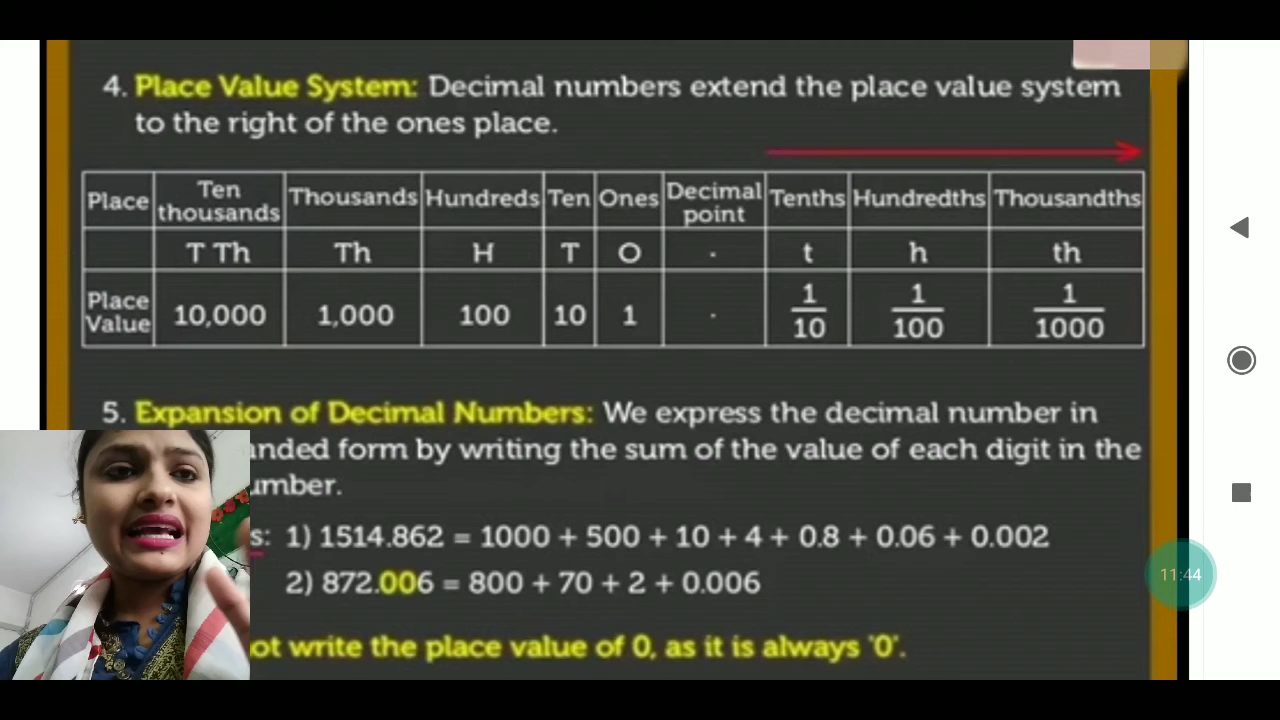 4. Place Value System: Decimal numbers extend the place value system
to the right of the ones place.
Place Ten thousands Thousands Hundreds Ten Ones Decimal point Tenths Hundredths Thousandths
T Th Th H T O . t h th
Place Value 10,000 1,000 100 10 1 . 1/10 1/100 1/1000
5. Expansion of Decimal Numbers: We express the decimal number in
form by writing the sum of the value of each digit in the
1) 1514.862 = 1000 + 500 + 10 + 4 + 0.8 + 0.06 + 0.002
2) 872.006 = 800 + 70 + 2 + 0.006
write the place value of 0, as it is always '0'.
11:44